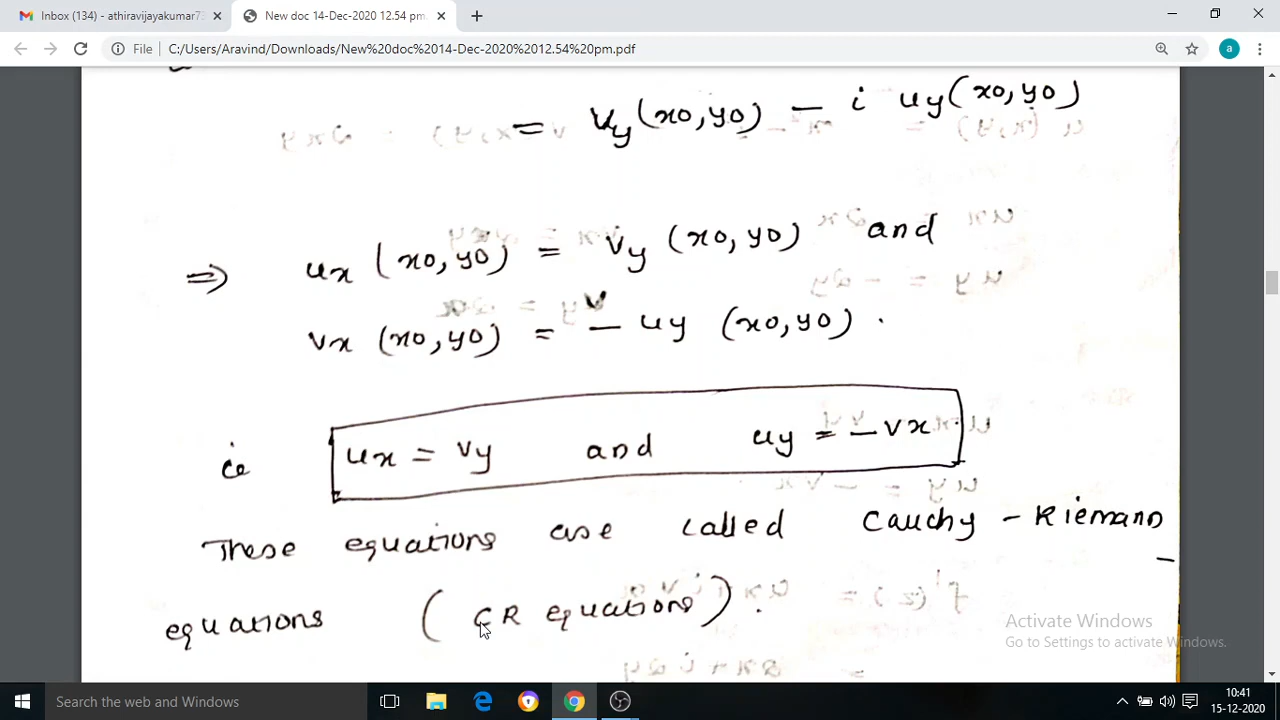 Inbox (134) - athiravijayakumar7
New doc 14-Dec-2020 12.54 pm.pdf
File | C:/Users/Aravind/Downloads/New%20doc%2014-Dec-2020%2012.54%20pm.pdf
a
= vy(x0,y0) - i uy(x0,y0)
⇒ ux (x0,y0) = vy (x0,y0) and
vx (x0,y0) = - uy (x0,y0).
ie ux = vy and uy = -vx
These equations are called Cauchy - Riemann
equations ( CR equations ).
Activate Windows
Go to Settings to activate Windows.
Search the web and Windows
10:41
15-12-2020